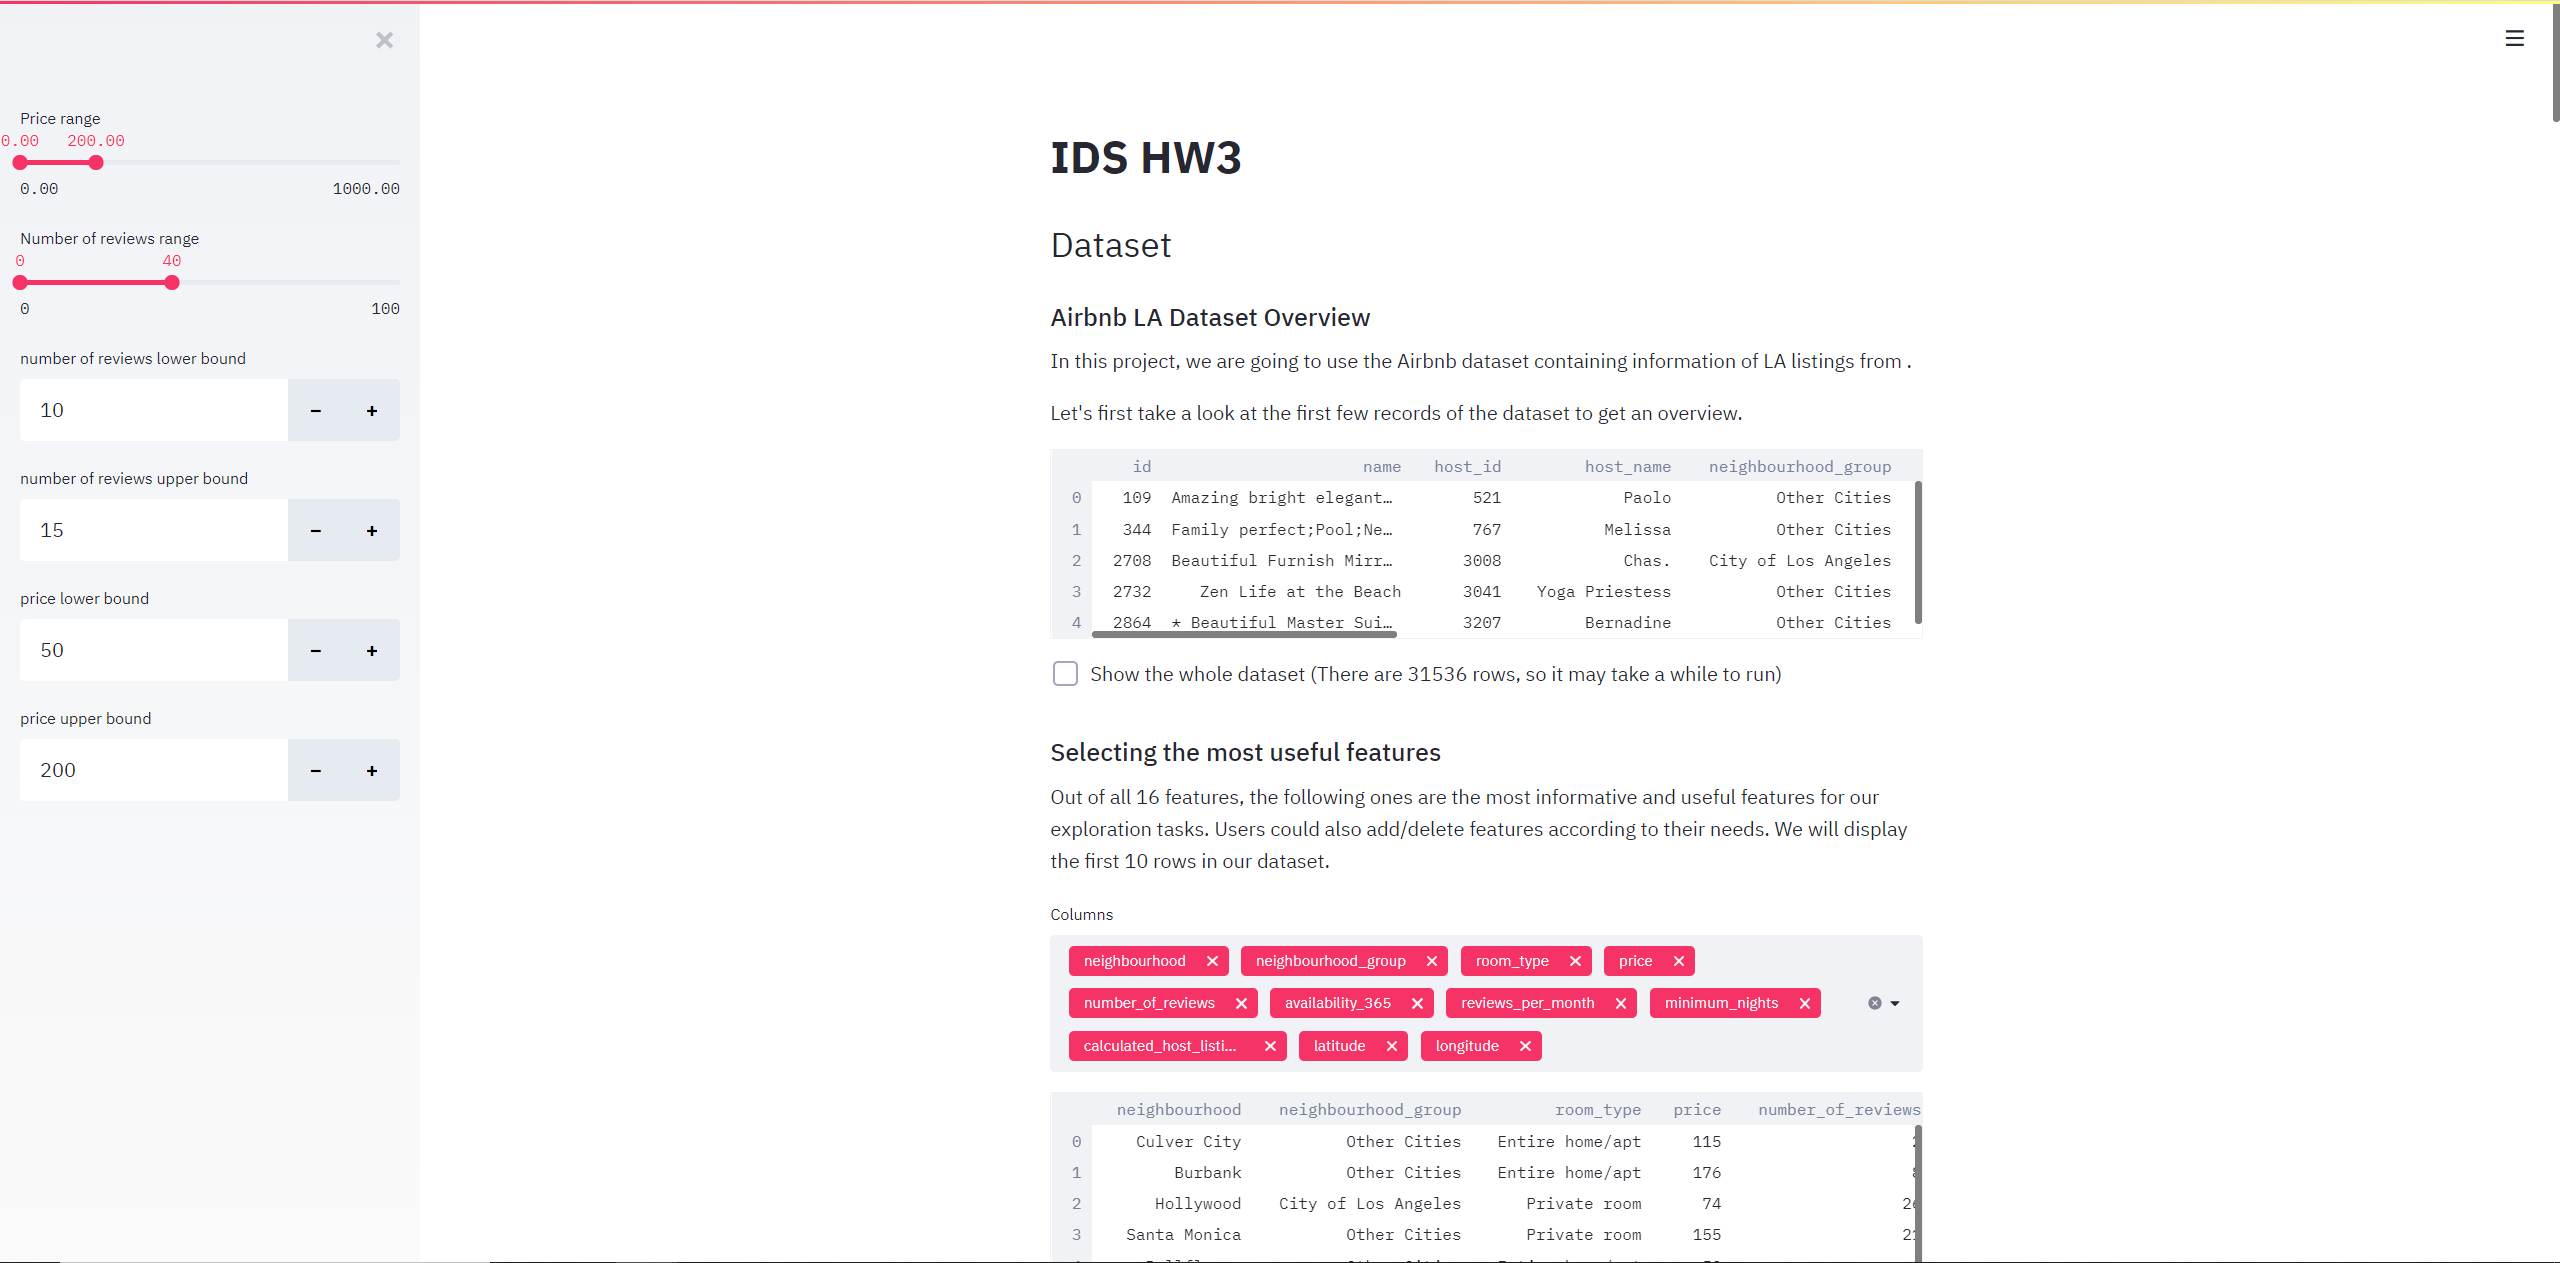 Price range
0.00 200.00
0.00 1000.00
Number of reviews range
0 40
0 100
number of reviews lower bound
10 − +
number of reviews upper bound
15 − +
price lower bound
50 − +
price upper bound
200 − +
IDS HW3
Dataset
Airbnb LA Dataset Overview
In this project, we are going to use the Airbnb dataset containing information of LA listings from .
Let's first take a look at the first few records of the dataset to get an overview.
id name host_id host_name neighbourhood_group
0 109 Amazing bright elegant… 521 Paolo Other Cities
1 344 Family perfect;Pool;Ne… 767 Melissa Other Cities
2 2708 Beautiful Furnish Mirr… 3008 Chas. City of Los Angeles
3 2732 Zen Life at the Beach 3041 Yoga Priestess Other Cities
4 2864 * Beautiful Master Sui… 3207 Bernadine Other Cities
Show the whole dataset (There are 31536 rows, so it may take a while to run)
Selecting the most useful features
Out of all 16 features, the following ones are the most informative and useful features for our
exploration tasks. Users could also add/delete features according to their needs. We will display
the first 10 rows in our dataset.
Columns
neighbourhood neighbourhood_group room_type price
number_of_reviews availability_365 reviews_per_month minimum_nights
calculated_host_listi... latitude longitude
neighbourhood neighbourhood_group room_type price number_of_reviews
0 Culver City Other Cities Entire home/apt 115
1 Burbank Other Cities Entire home/apt 176
2 Hollywood City of Los Angeles Private room 74
3 Santa Monica Other Cities Private room 155